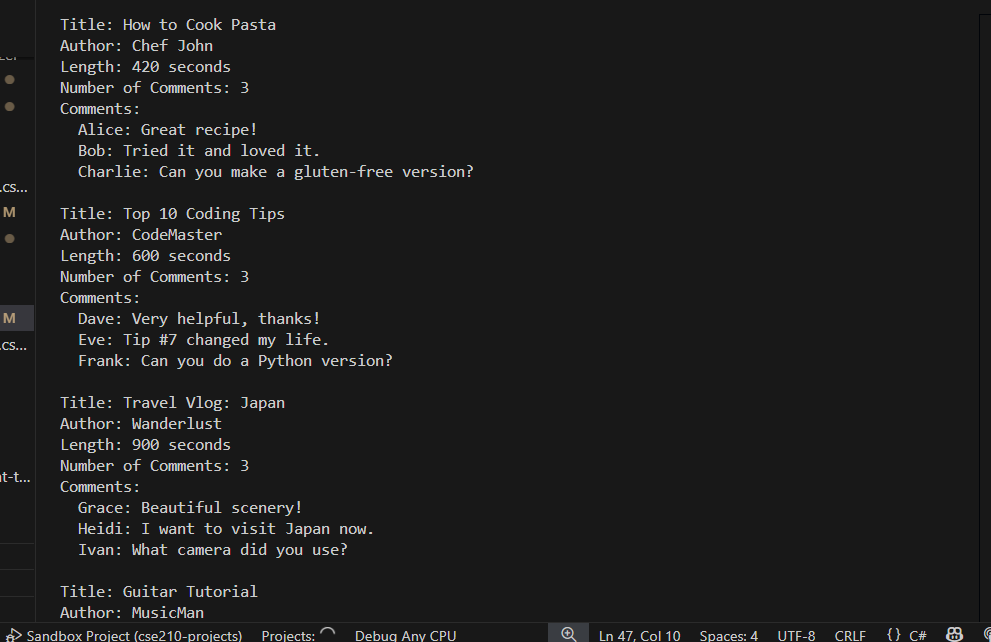 Title: How to Cook Pasta
Author: Chef John
Length: 420 seconds
Number of Comments: 3
Comments:
  Alice: Great recipe!
  Bob: Tried it and loved it.
  Charlie: Can you make a gluten-free version?
.cs...
M
Title: Top 10 Coding Tips
Author: CodeMaster
Length: 600 seconds
Number of Comments: 3
Comments:
  Dave: Very helpful, thanks!
M
  Eve: Tip #7 changed my life.
.cs...
  Frank: Can you do a Python version?
Title: Travel Vlog: Japan
Author: Wanderlust
Length: 900 seconds
Number of Comments: 3
nt-t...
Comments:
  Grace: Beautiful scenery!
  Heidi: I want to visit Japan now.
  Ivan: What camera did you use?
Title: Guitar Tutorial
Author: MusicMan
Sandbox Project (cse210-projects) Projects: Debug Any CPU Ln 47, Col 10 Spaces: 4 UTF-8 CRLF {} C#